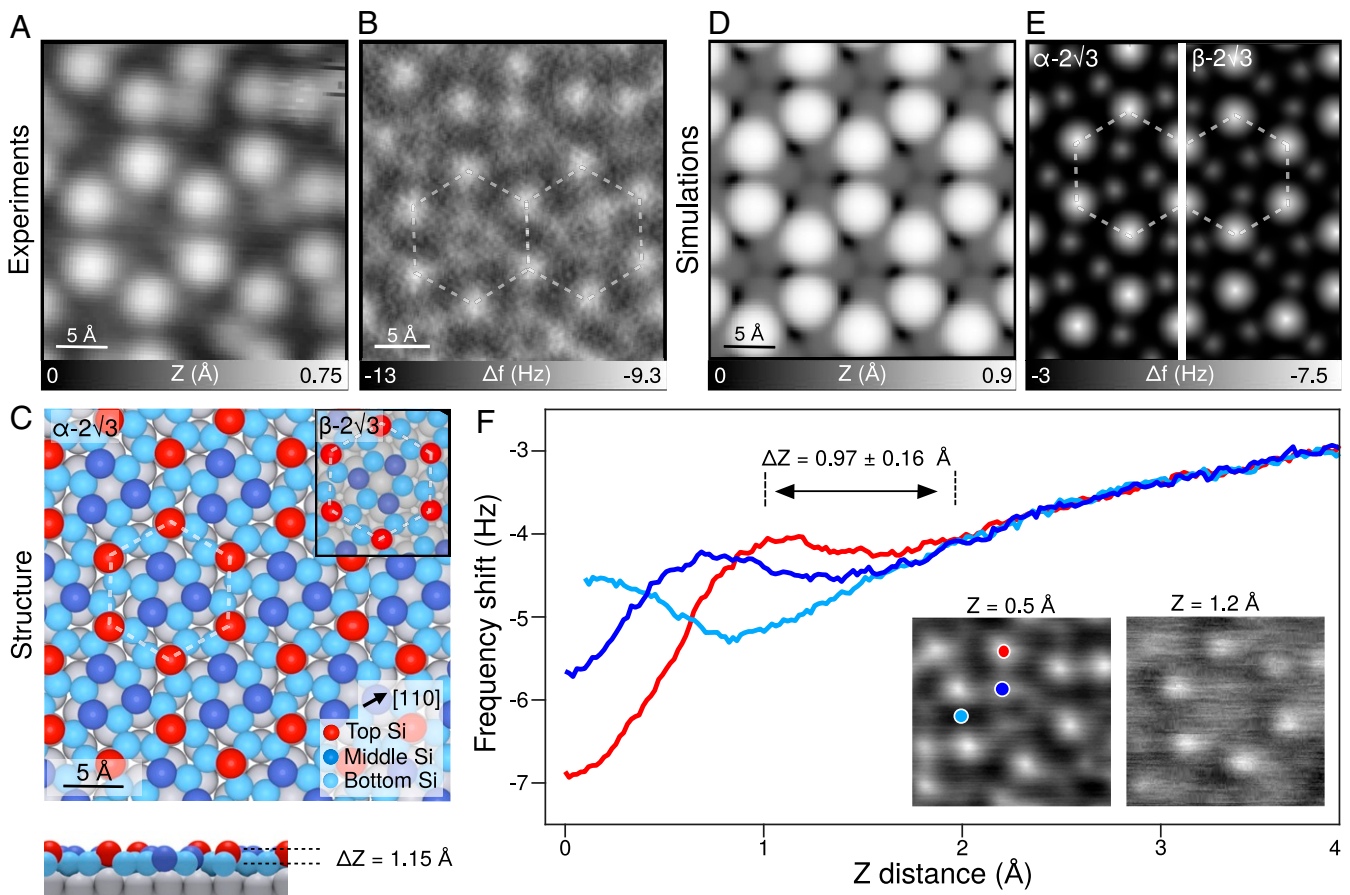 A
B
D
E
Experiments
5 Å
0 Z (Å) 0.75
5 Å
-13 Δf (Hz) -9.3
Simulations
5 Å
0 Z (Å) 0.9
α-2√3
β-2√3
-3 Δf (Hz) -7.5
C
Structure
α-2√3
β-2√3
[110]
Top Si
Middle Si
Bottom Si
5 Å
ΔZ = 1.15 Å
F
Frequency shift (Hz)
-3
-4
-5
-6
-7
ΔZ = 0.97 ± 0.16 Å
Z = 0.5 Å
Z = 1.2 Å
0 1 2 3 4
Z distance (Å)